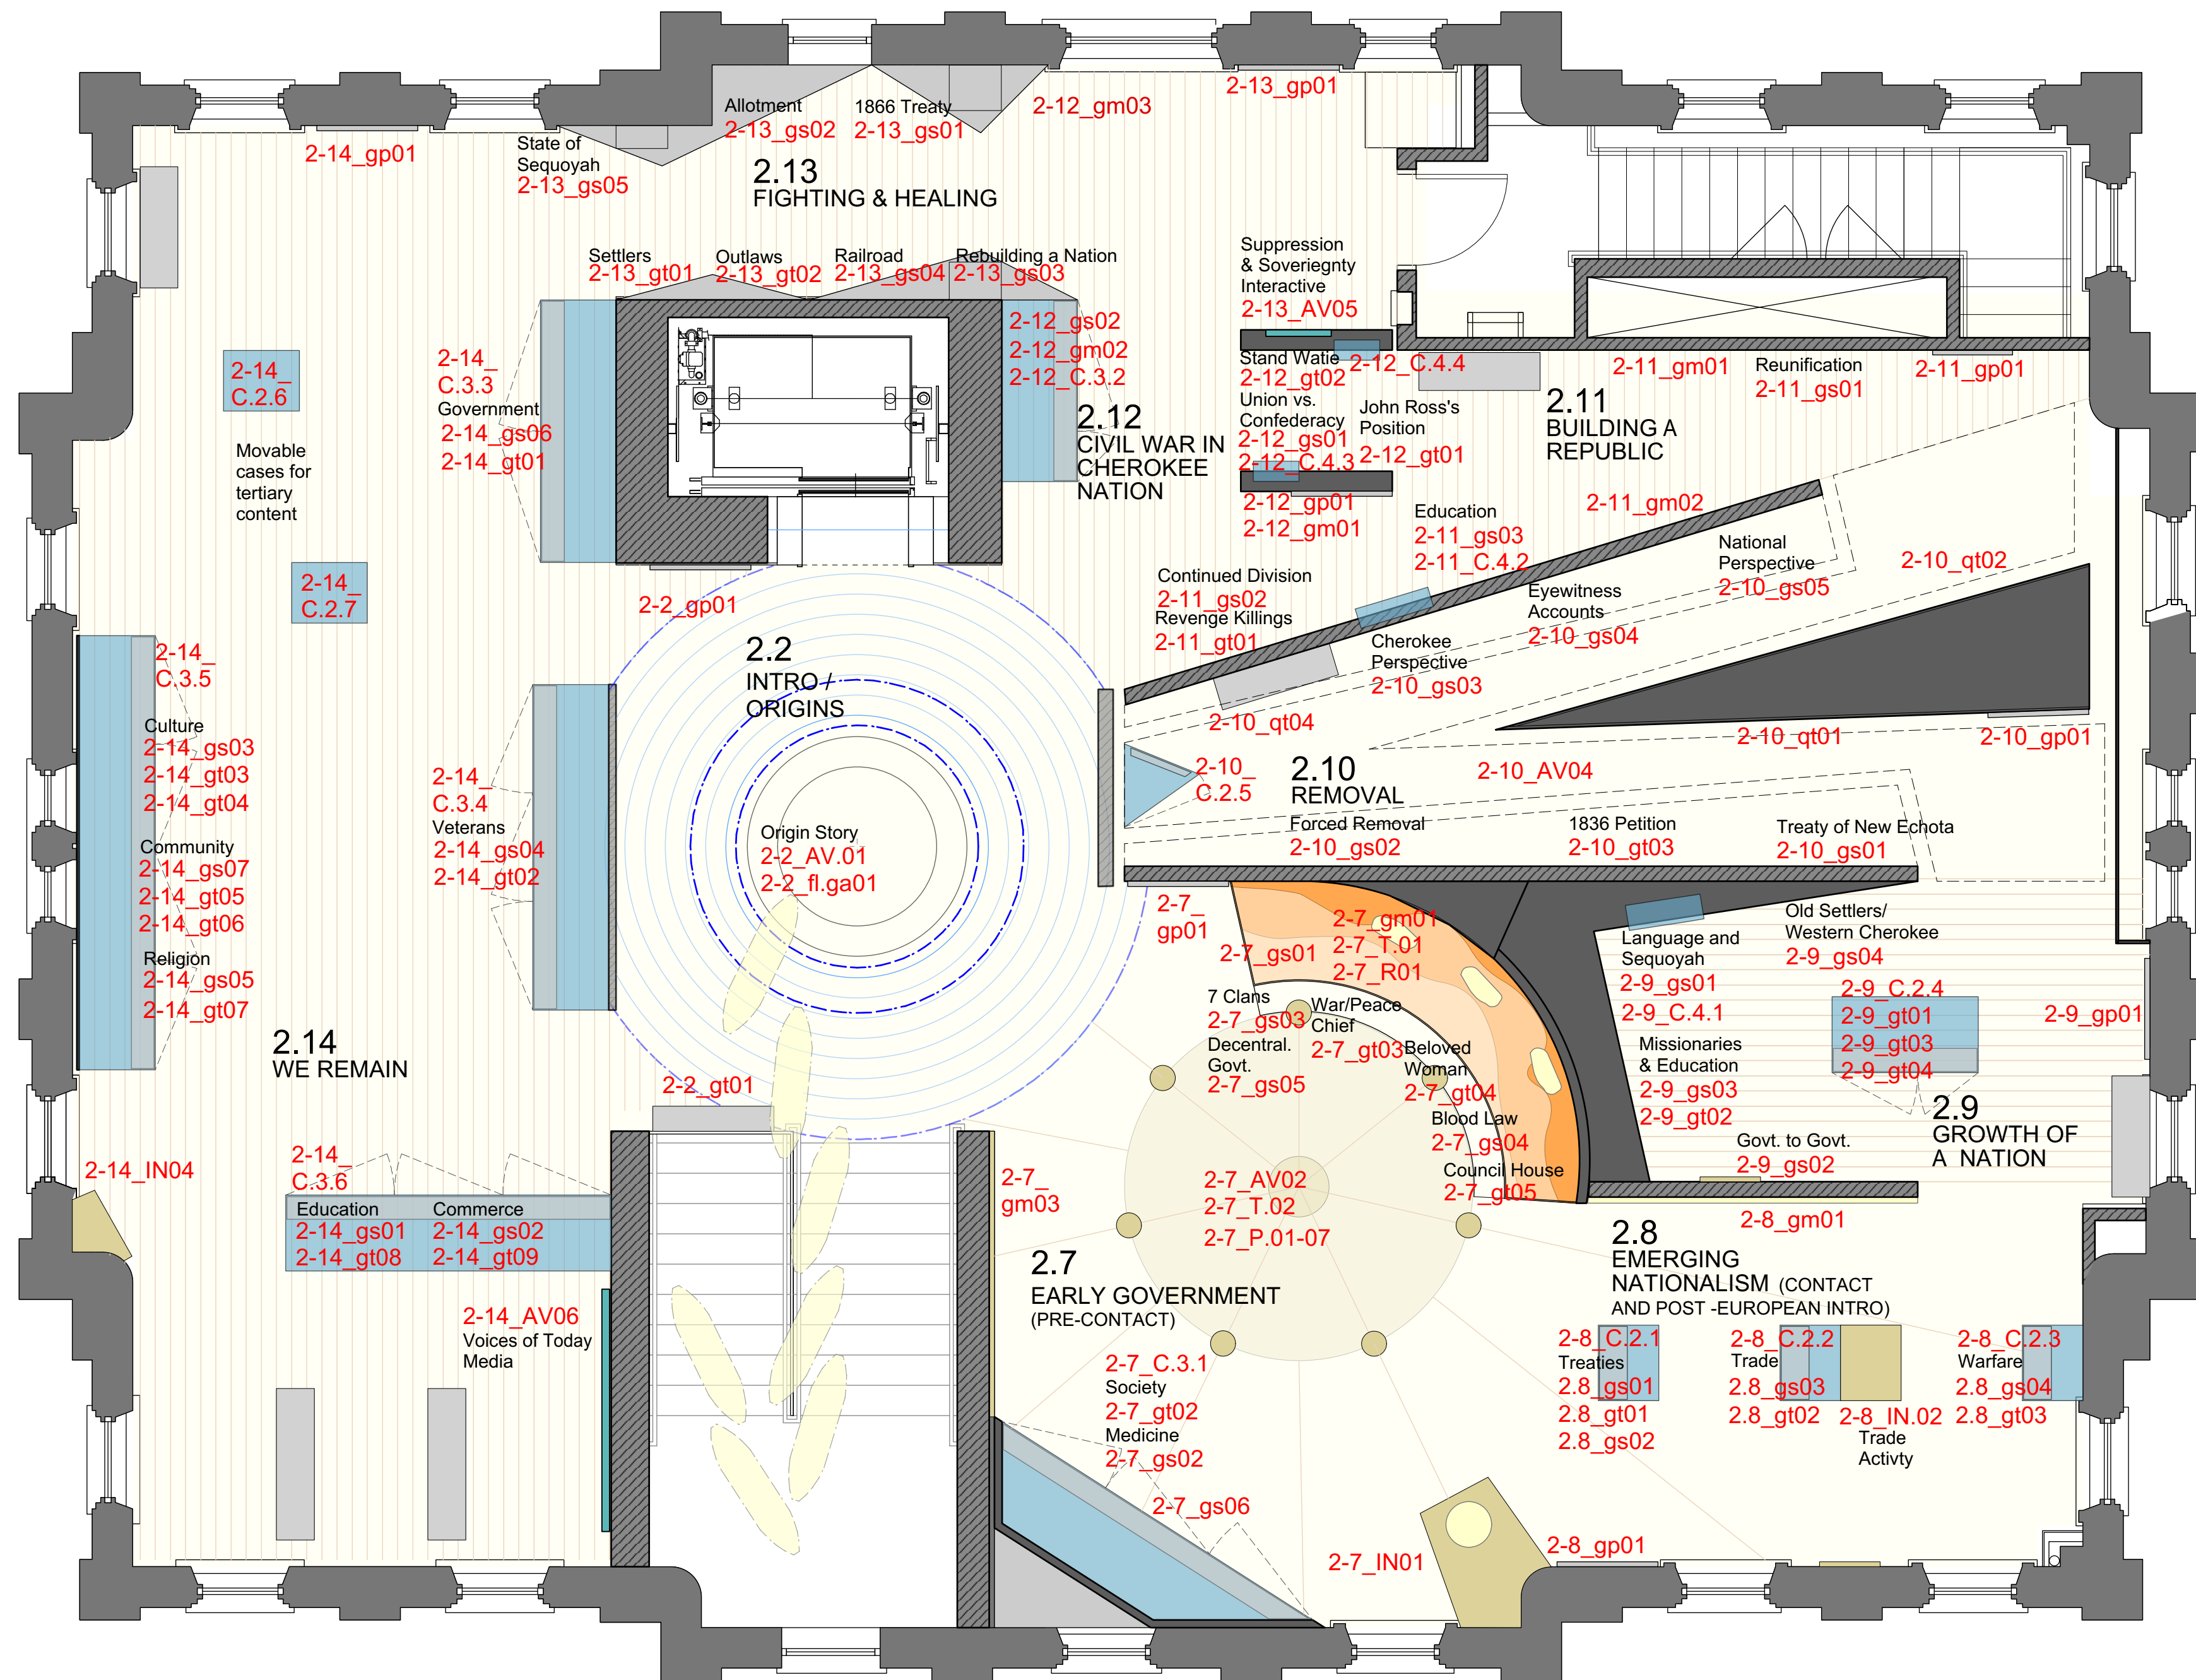 Allotment
2-13_gs02
1866 Treaty
2-13_gs01
2-12_gm03
2-13_gp01
2-14_gp01
State of
Sequoyah
2-13_gs05
2.13
FIGHTING & HEALING
Settlers
2-13_gt01
Outlaws
2-13_gt02
Railroad
2-13_gs04
Rebuilding a Nation
2-13_gs03
Suppression
& Soveriegnty
Interactive
2-13_AV05
2-12_gs02
2-12_gm02
2-12_C.3.2
2.12
CIVIL WAR IN
CHEROKEE
NATION
Stand Watie
2-12_gt02
2-12_C.4.4
Union vs.
Confederacy
2-12_gs01
2-12_C.4.3
John Ross's
Position
2-12_gt01
2-12_gp01
2-12_gm01
2-11_gm01
Reunification
2-11_gs01
2-11_gp01
2.11
BUILDING A
REPUBLIC
2-11_gm02
Education
2-11_gs03
2-11_C.4.2
Continued Division
2-11_gs02
Revenge Killings
2-11_gt01
2-14_
C.2.6
Movable
cases for
tertiary
content
2-14_
C.2.7
2-14_
C.3.3
Government
2-14_gs06
2-14_gt01
2-2_gp01
2.2
INTRO /
ORIGINS
Origin Story
2-2_AV.01
2-2_fl.ga01
2-2_gt01
National
Perspective
2-10_gs05
2-10_qt02
Eyewitness
Accounts
2-10_gs04
Cherokee
Perspective
2-10_gs03
2-10_qt04
2-10_qt01
2-10_gp01
2-10_
C.2.5
2.10
REMOVAL
2-10_AV04
Forced Removal
2-10_gs02
1836 Petition
2-10_gt03
Treaty of New Echota
2-10_gs01
2-14_
C.3.5
Culture
2-14_gs03
2-14_gt03
2-14_gt04
Community
2-14_gs07
2-14_gt05
2-14_gt06
Religion
2-14_gs05
2-14_gt07
2-14_
C.3.4
Veterans
2-14_gs04
2-14_gt02
2.14
WE REMAIN
2-14_IN04
2-14_
C.3.6
Education
2-14_gs01
2-14_gt08
Commerce
2-14_gs02
2-14_gt09
2-14_AV06
Voices of Today
Media
2-7_
gp01
2-7_gs01
2-7_gm01
2-7_T.01
2-7_R01
7 Clans
2-7_gs03
Decentral.
Govt.
2-7_gs05
War/Peace
Chief
2-7_gt03
Beloved
Woman
2-7_gt04
Blood Law
2-7_gs04
Council House
2-7_gt05
2-7_AV02
2-7_T.02
2-7_P.01-07
2-7_
gm03
2.7
EARLY GOVERNMENT
(PRE-CONTACT)
2-7_C.3.1
Society
2-7_gt02
Medicine
2-7_gs02
2-7_gs06
2-7_IN01
Language and
Sequoyah
2-9_gs01
2-9_C.4.1
Missionaries
& Education
2-9_gs03
2-9_gt02
Old Settlers/
Western Cherokee
2-9_gs04
2-9_C.2.4
2-9_gt01
2-9_gt03
2-9_gt04
2-9_gp01
2.9
GROWTH OF
A NATION
Govt. to Govt.
2-9_gs02
2-8_gm01
2.8
EMERGING
NATIONALISM (CONTACT
AND POST -EUROPEAN INTRO)
2-8_C.2.1
Treaties
2.8_gs01
2.8_gt01
2.8_gs02
2-8_C.2.2
Trade
2.8_gs03
2.8_gt02
2-8_IN.02
Trade
Activty
2-8_C.2.3
Warfare
2.8_gs04
2.8_gt03
2-8_gp01